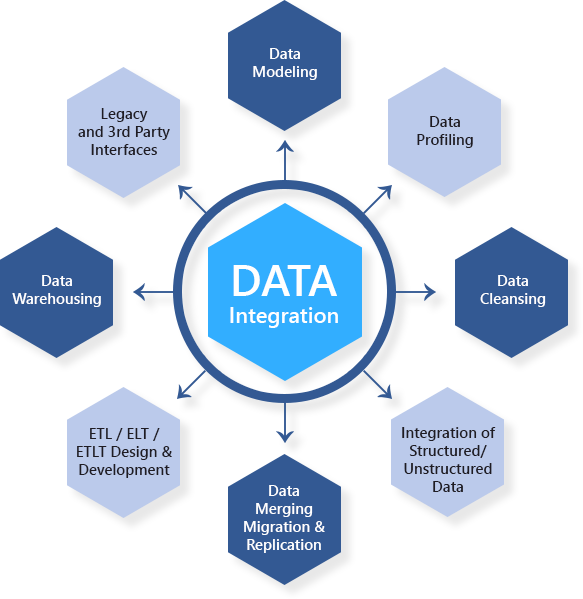 Data
Modeling
Legacy
and 3rd Party
Interfaces
Data
Profiling
Data
Warehousing
DATA
Integration
Data
Cleansing
ETL / ELT /
ETLT Design &
Development
Integration of
Structured/
Unstructured
Data
Data
Merging
Migration &
Replication